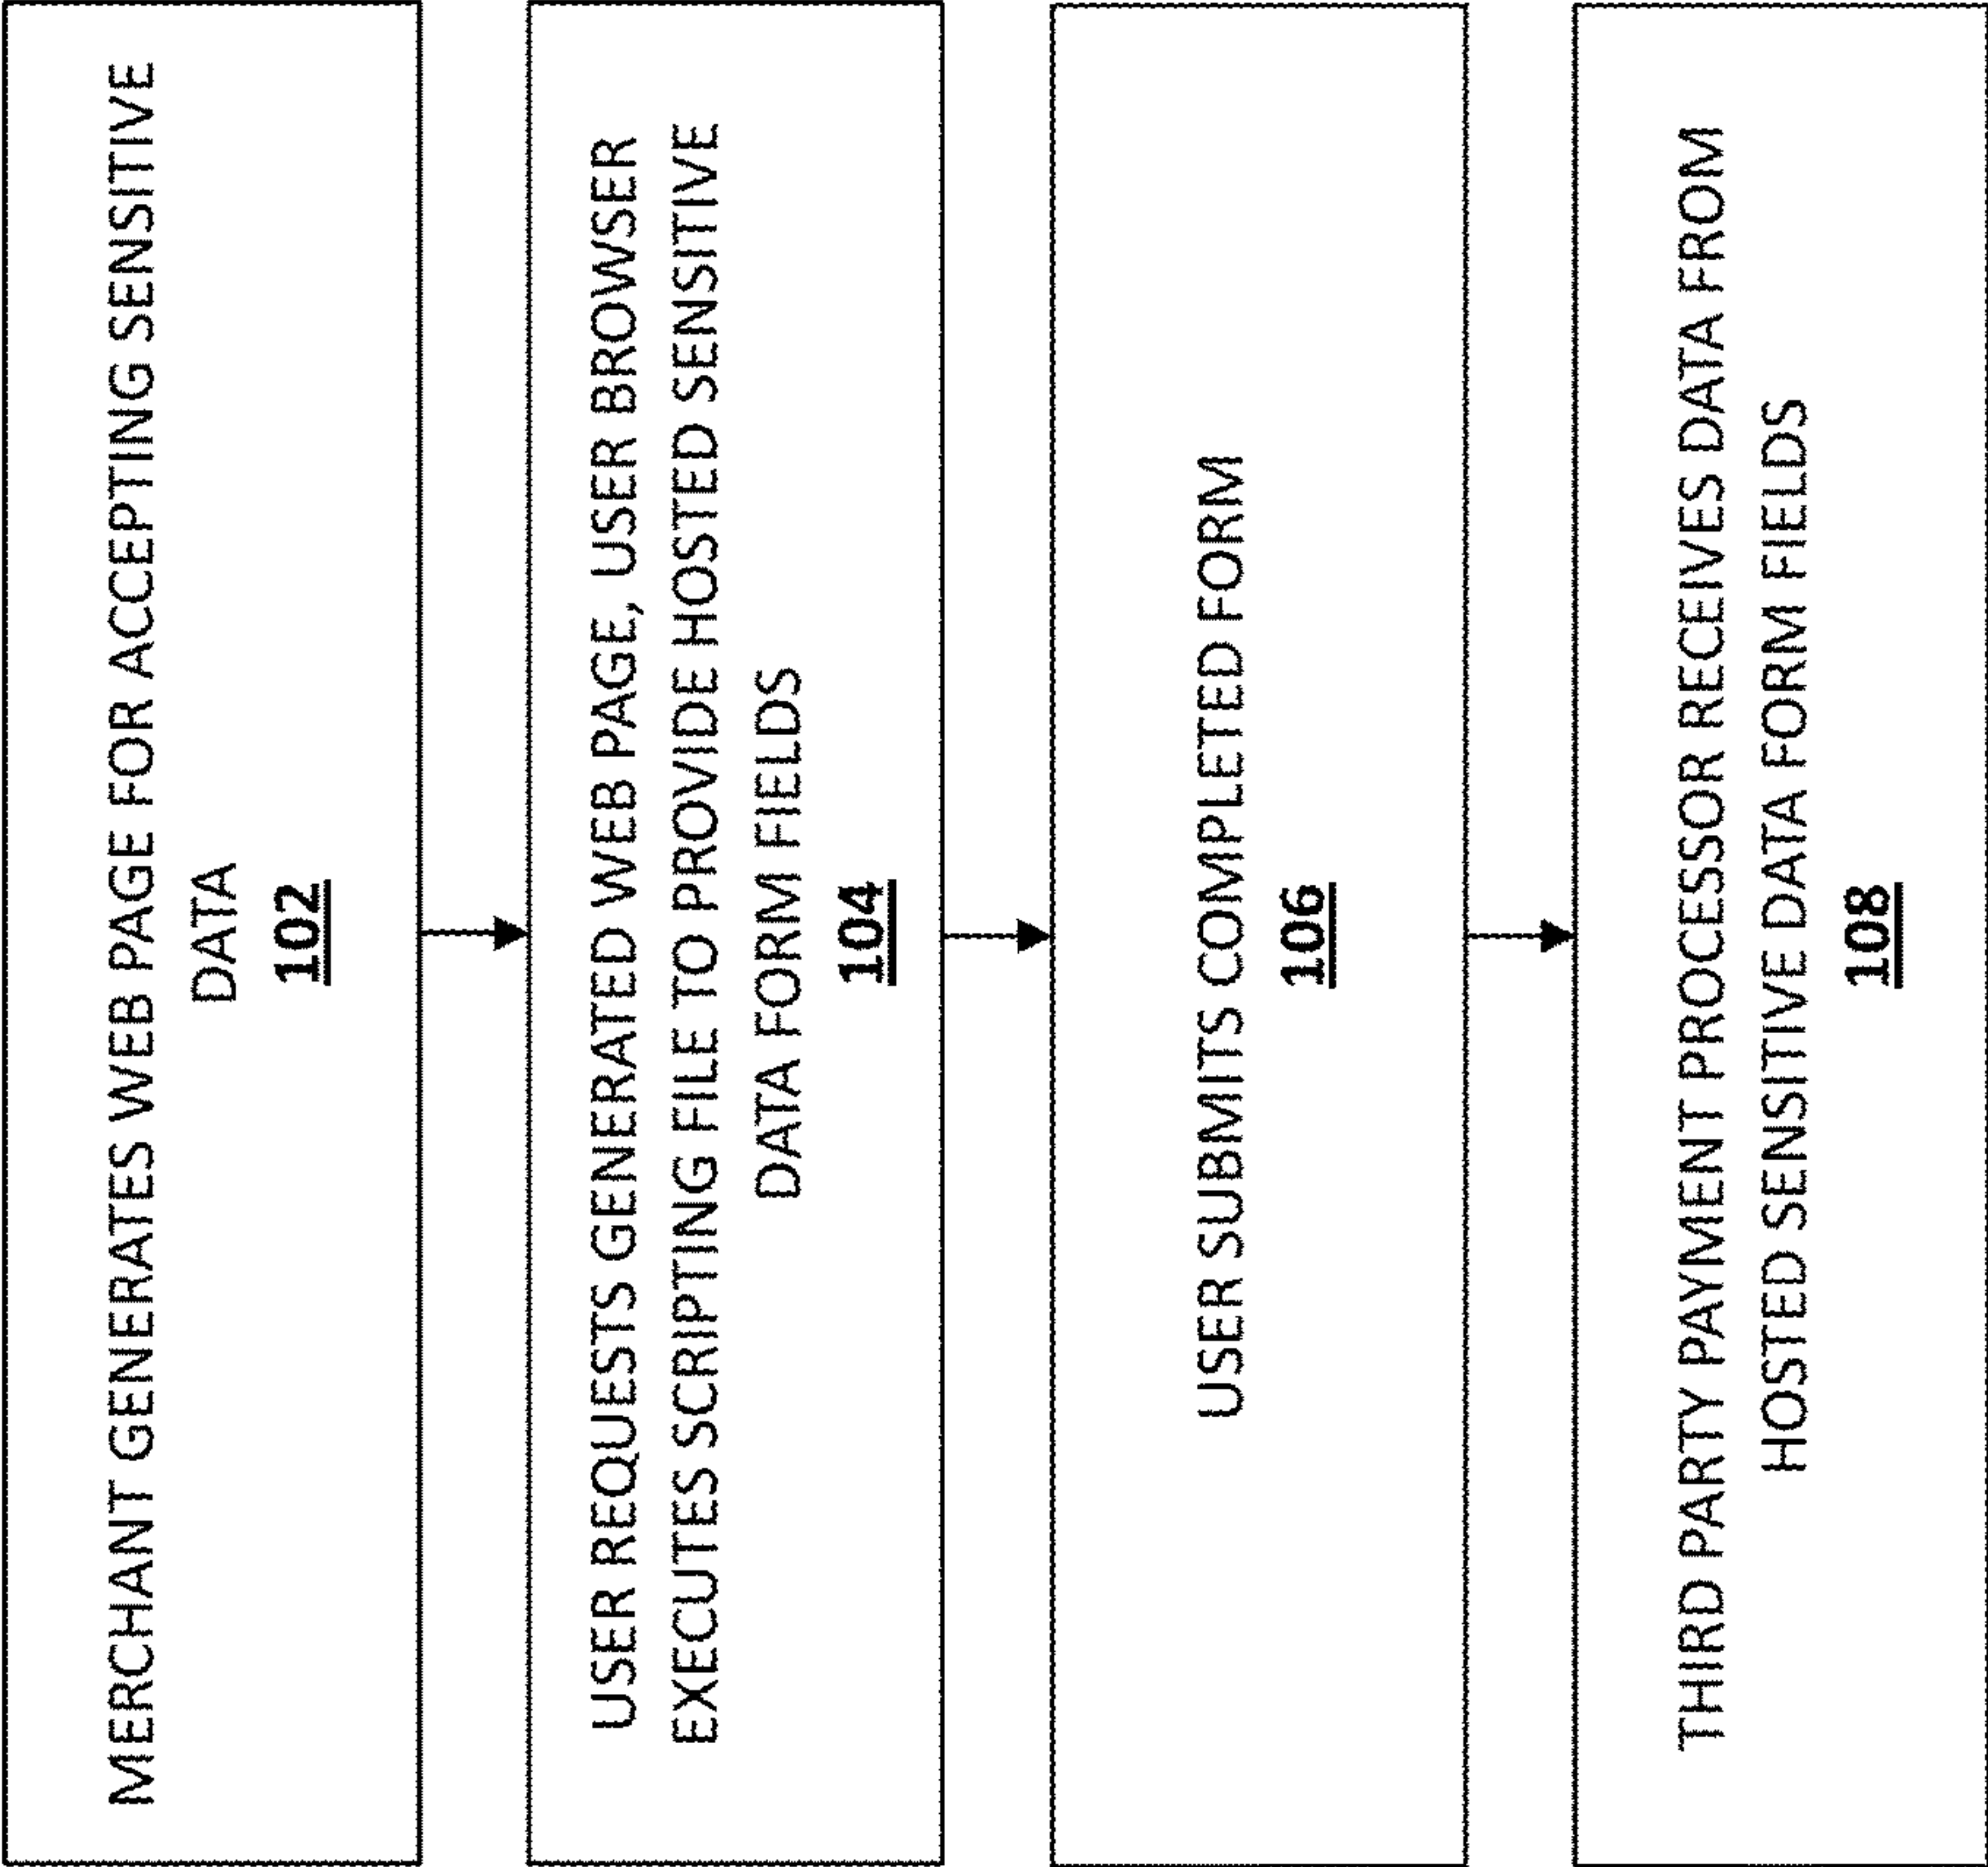 MERCHANT GENERATES WEB PAGE FOR ACCEPTING SENSITIVE
DATA
102
USER REQUESTS GENERATED WEB PAGE, USER BROWSER
EXECUTES SCRIPTING FILE TO PROVIDE HOSTED SENSITIVE
DATA FORM FIELDS
104
USER SUBMITS COMPLETED FORM
106
THIRD PARTY PAYMENT PROCESSOR RECEIVES DATA FROM
HOSTED SENSITIVE DATA FORM FIELDS
108